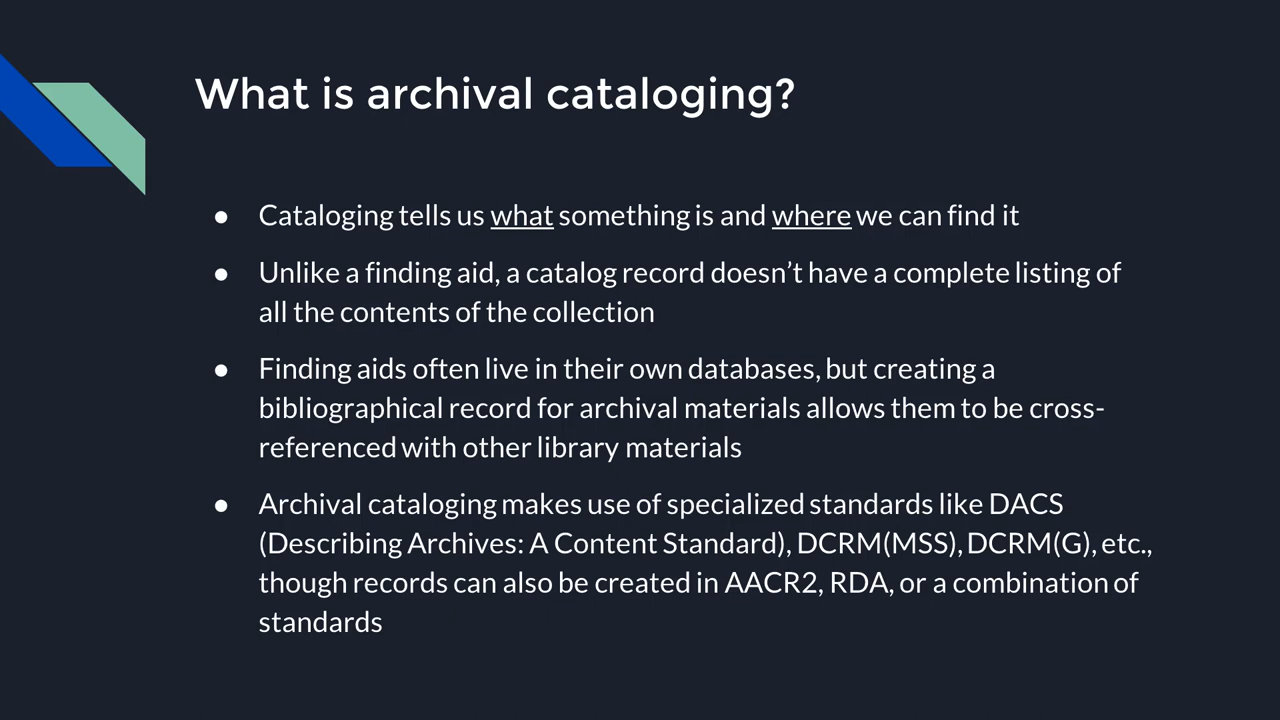 What is archival cataloging?
● Cataloging tells us what something is and where we can find it
● Unlike a finding aid, a catalog record doesn’t have a complete listing of
all the contents of the collection
● Finding aids often live in their own databases, but creating a
bibliographical record for archival materials allows them to be cross-
referenced with other library materials
● Archival cataloging makes use of specialized standards like DACS
(Describing Archives: A Content Standard), DCRM(MSS), DCRM(G), etc.,
though records can also be created in AACR2, RDA, or a combination of
standards